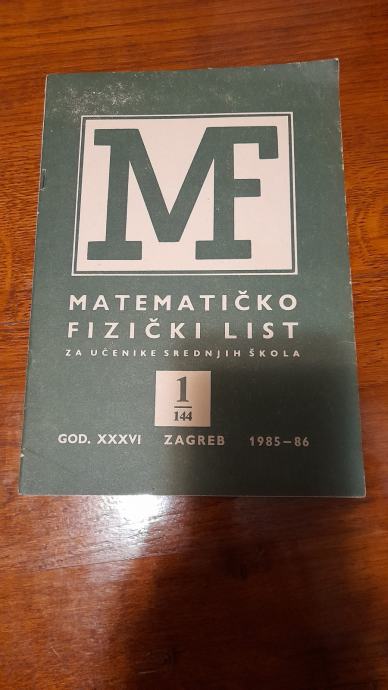 MF
MATEMATIČKO
FIZIČKI LIST
ZA UČENIKE SREDNJIH ŠKOLA
1
144
GOD. XXXVI ZAGREB 1985-86